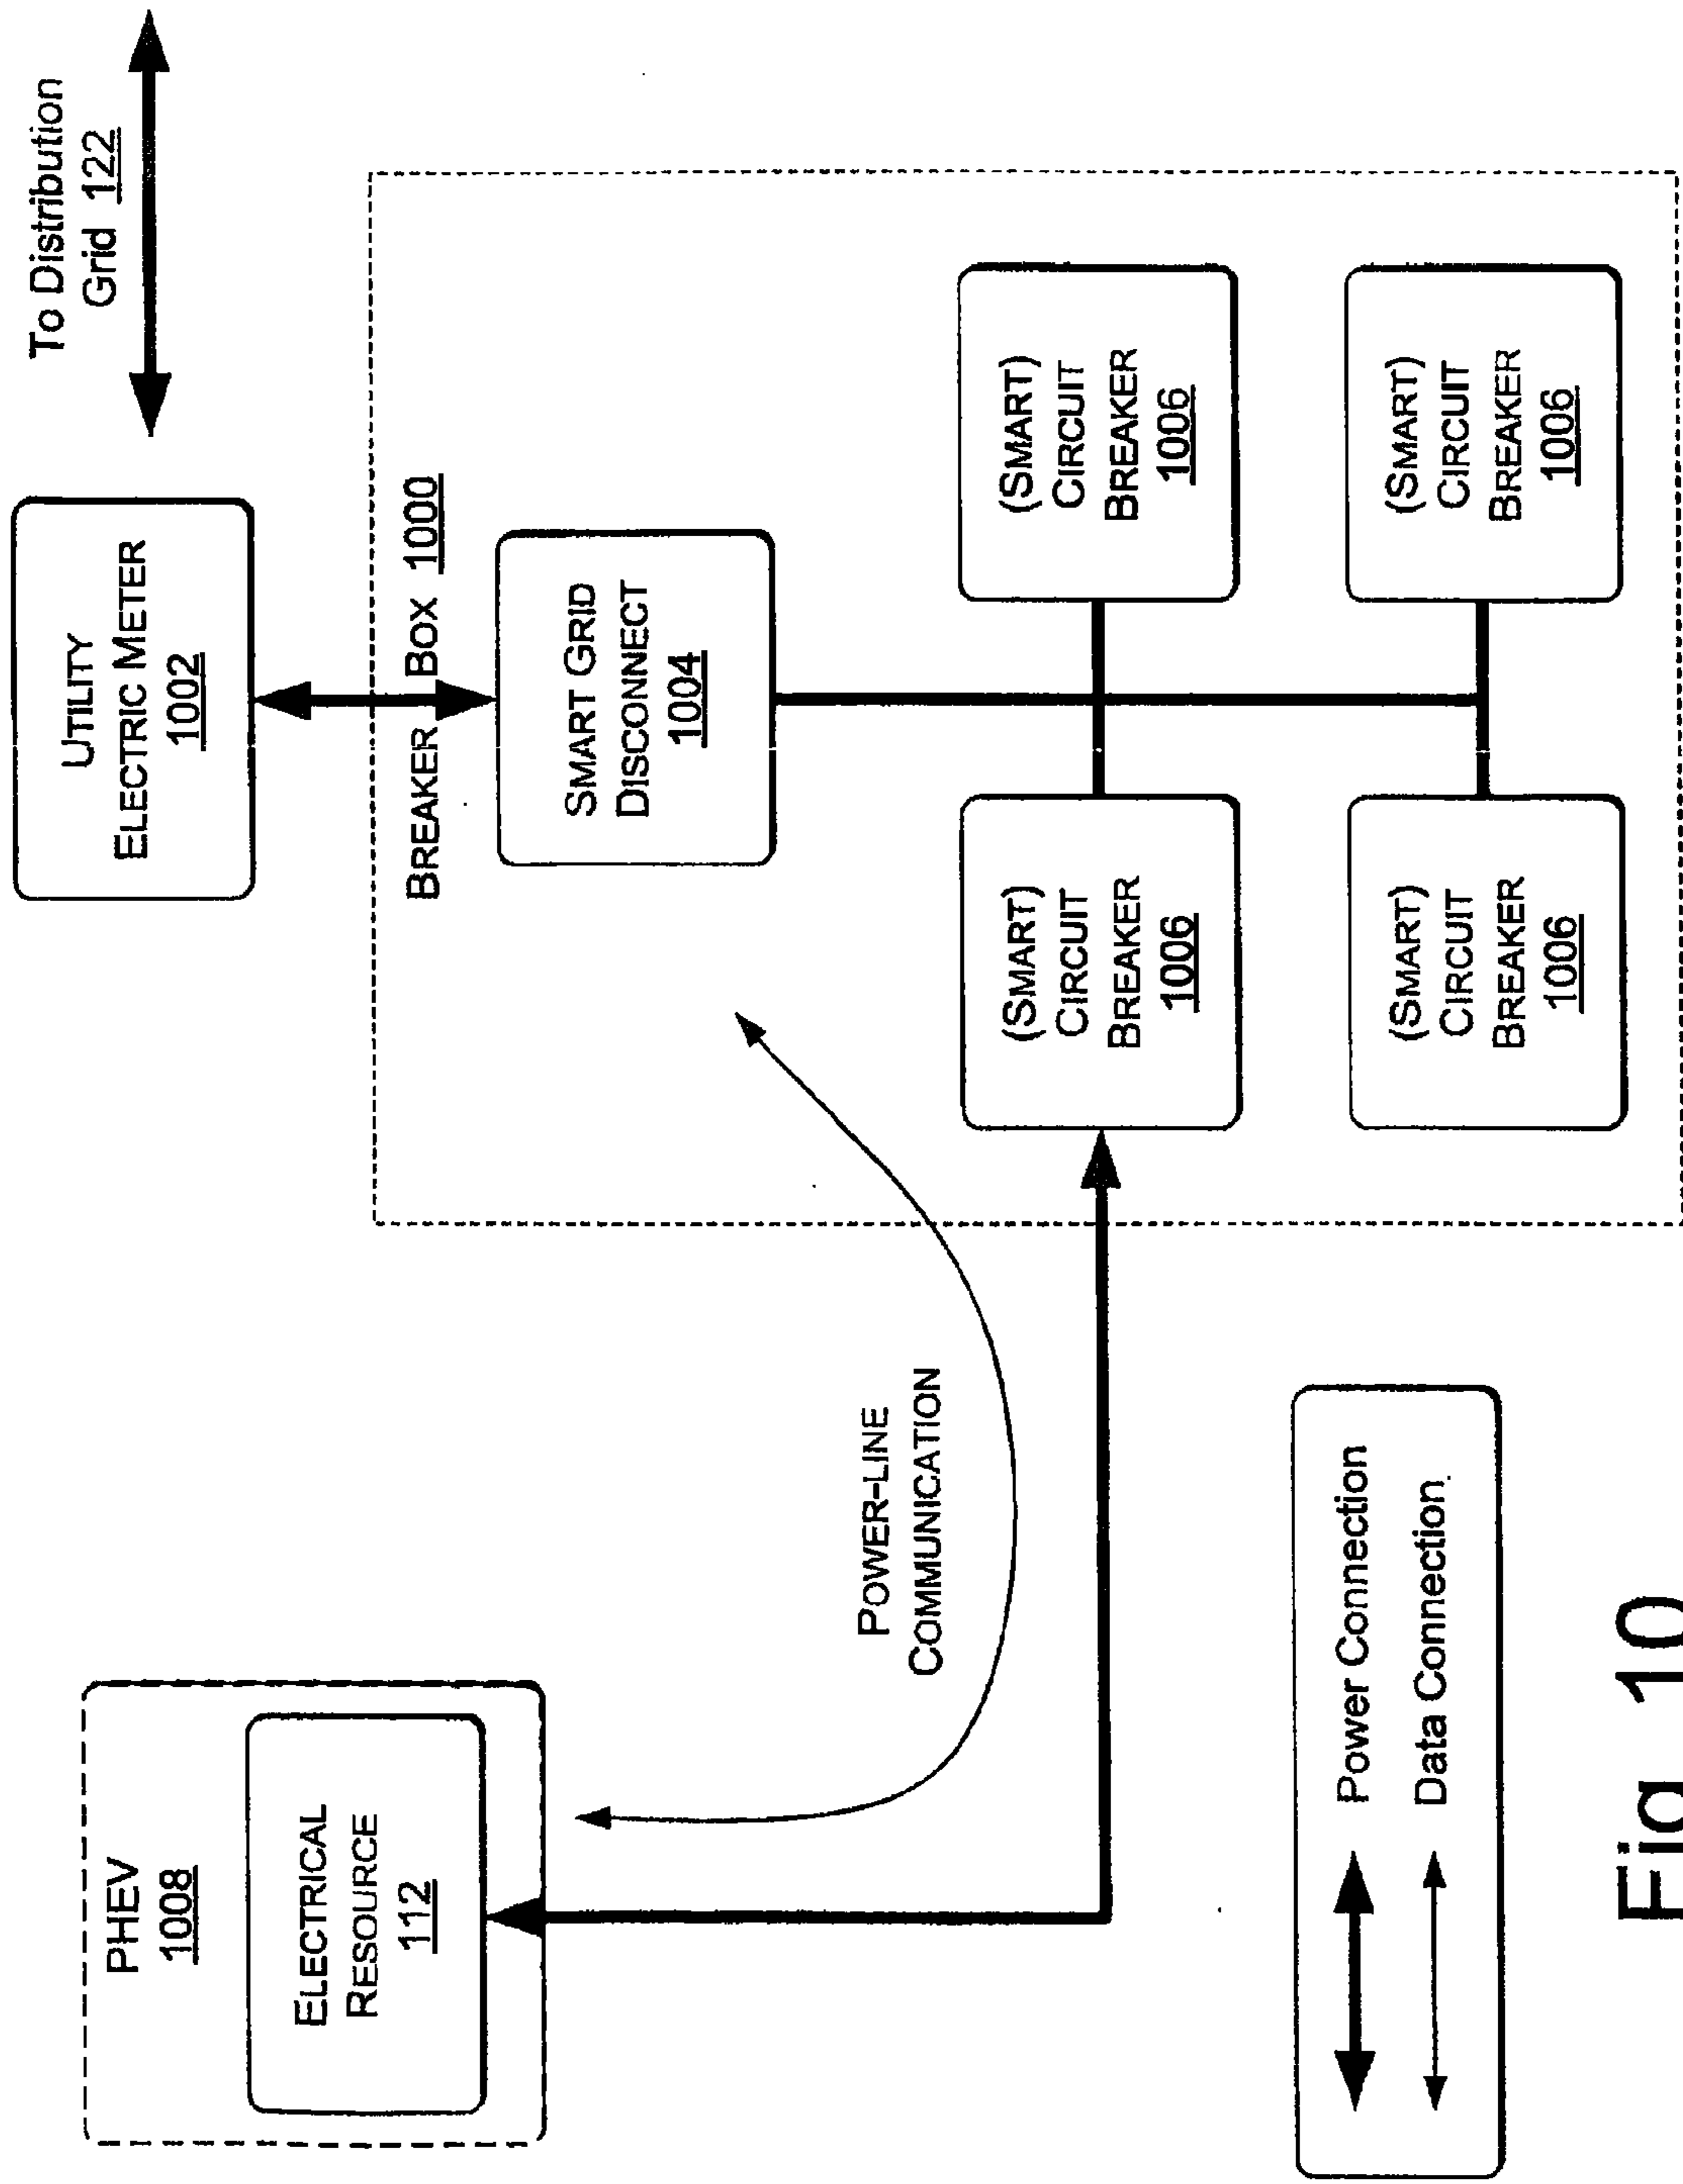 PHEV
1008
ELECTRICAL
RESOURCE
112
POWER-LINE
COMMUNICATION
To Distribution
Grid 122
UTILITY
ELECTRIC METER
1002
BREAKER BOX 1000
SMART GRID
DISCONNECT
1004
(SMART)
CIRCUIT
BREAKER
1006
(SMART)
CIRCUIT
BREAKER
1006
(SMART)
CIRCUIT
BREAKER
1006
(SMART)
CIRCUIT
BREAKER
1006
Power Connection
Data Connection
Fig. 10